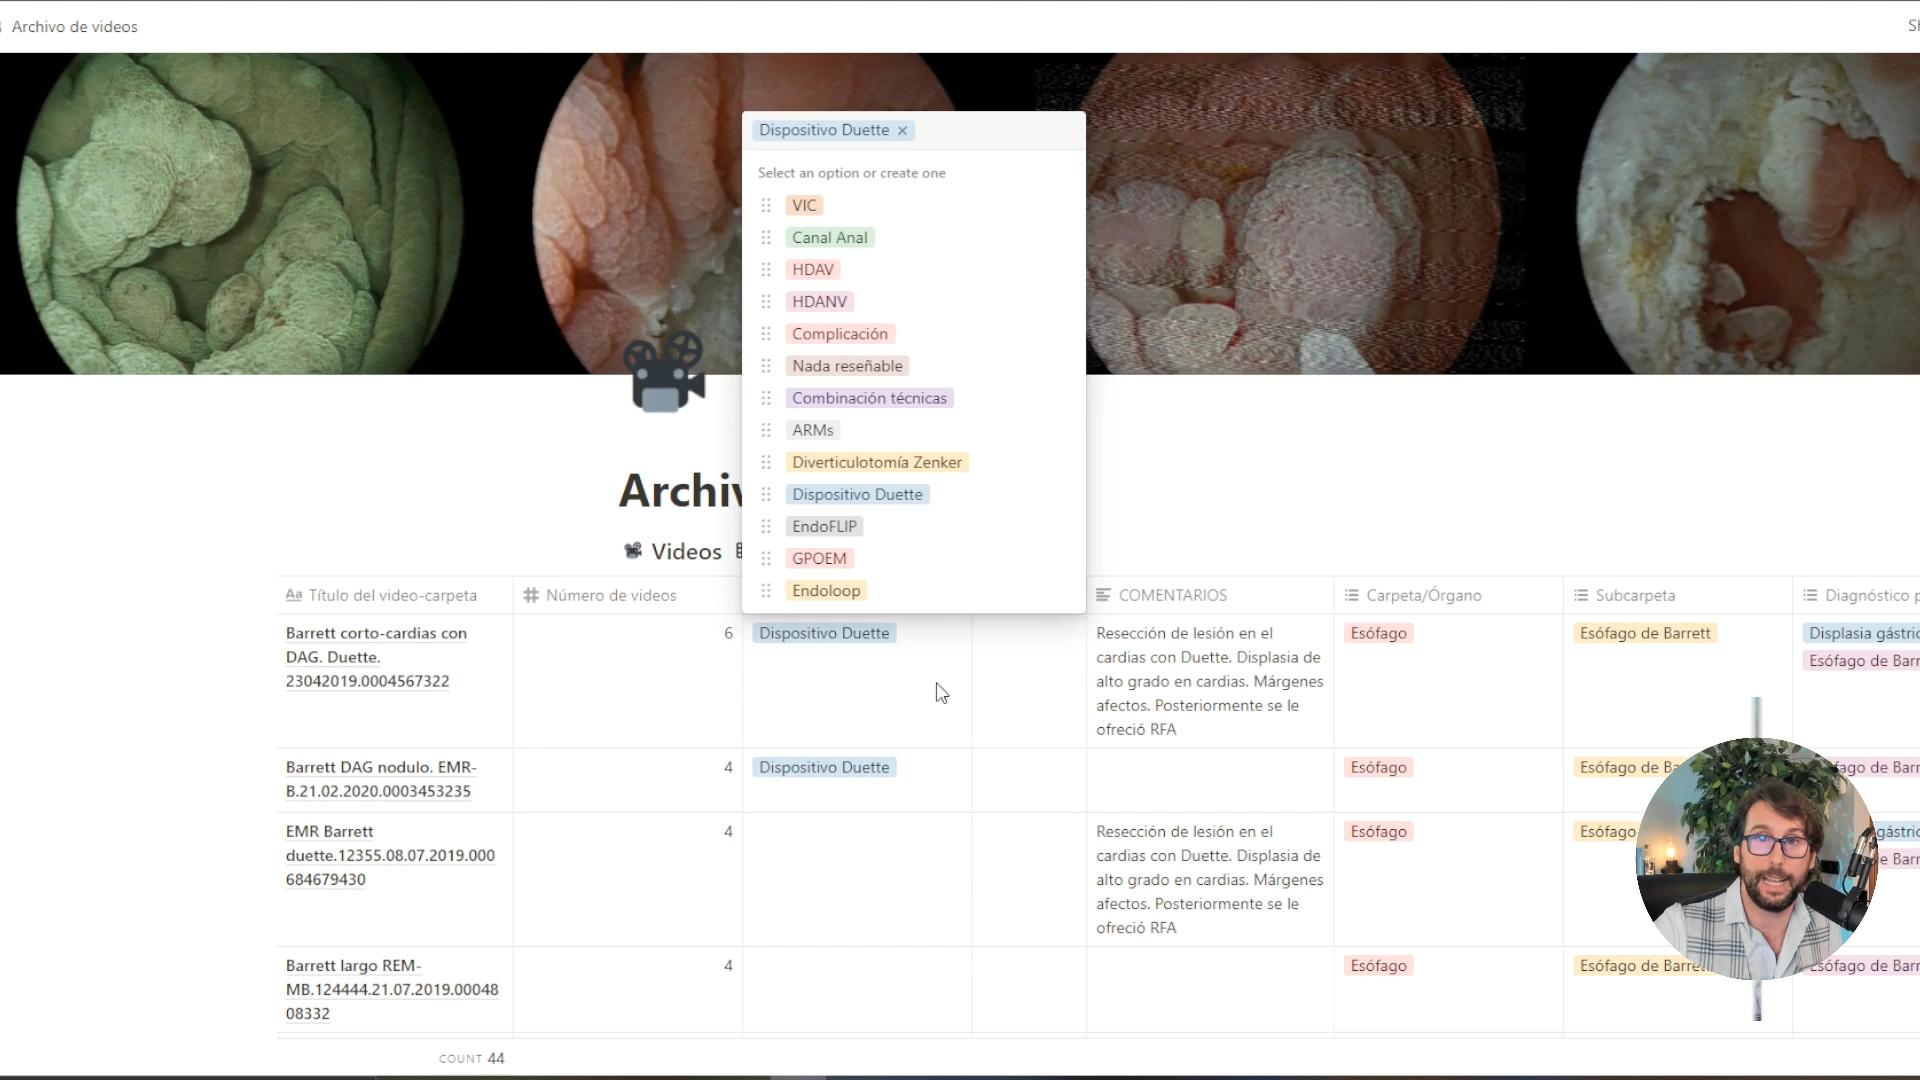 Archivo de videos
Dispositivo Duette ×
Select an option or create one
VIC
Canal Anal
HDAV
HDANV
Complicación
Nada reseñable
Combinación técnicas
ARMs
Diverticulotomía Zenker
Dispositivo Duette
EndoFLIP
GPOEM
Endoloop
Videos
Título del video-carpeta
Número de videos
COMENTARIOS
Carpeta/Órgano
Subcarpeta
Diagnóstico
Barrett corto-cardias con
DAG. Duette.
23042019.0004567322
6
Dispositivo Duette
Resección de lesión en el
cardias con Duette. Displasia de
alto grado en cardias. Márgenes
afectos. Posteriormente se le
ofreció RFA
Esófago
Esófago de Barrett
Displasia
Esófago de
Barrett DAG nodulo. EMR-
B.21.02.2020.0003453235
4
Dispositivo Duette
Esófago
Esófago de
EMR Barrett
duette.12355.08.07.2019.000
684679430
4
Resección de lesión en el
cardias con Duette. Displasia de
alto grado en cardias. Márgenes
afectos. Posteriormente se le
ofreció RFA
Esófago
Esófago
Barrett largo REM-
MB.124444.21.07.2019.00048
08332
4
Esófago
Esófago de
Esófago de
COUNT 44